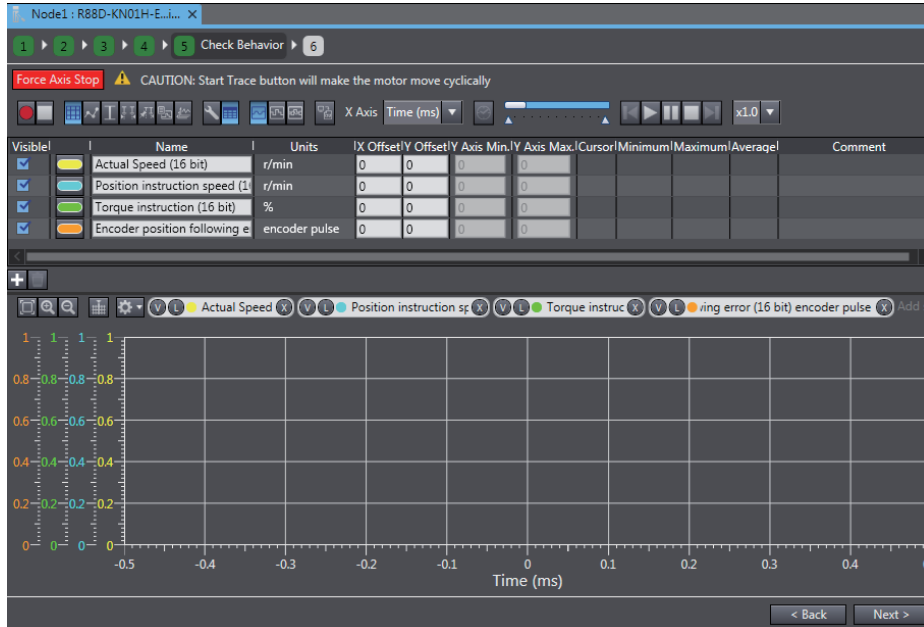 Node1 : R88D-KN01H-E...i... X
1 2 3 4 5 Check Behavior 6
Force Axis Stop CAUTION: Start Trace button will make the motor move cyclically
X Axis Time (ms) x1.0
Visible Name Units X Offset Y Offset Y Axis Min. Y Axis Max. Cursor Minimum Maximum Average Comment
Actual Speed (16 bit) r/min 0 0 0 0
Position instruction speed (1 r/min 0 0 0 0
Torque instruction (16 bit) % 0 0 0 0
Encoder position following e encoder pulse 0 0 0 0
V L Actual Speed X V L Position instruction sp X V L Torque instruc X V L ving error (16 bit) encoder pulse X Add
1 1 1 1
0.8 0.8 0.8 0.8
0.6 0.6 0.6 0.6
0.4 0.4 0.4 0.4
0.2 0.2 0.2 0.2
0 0 0 0
-0.5 -0.4 -0.3 -0.2 -0.1 0 0.1 0.2 0.3 0.4
Time (ms)
< Back Next >